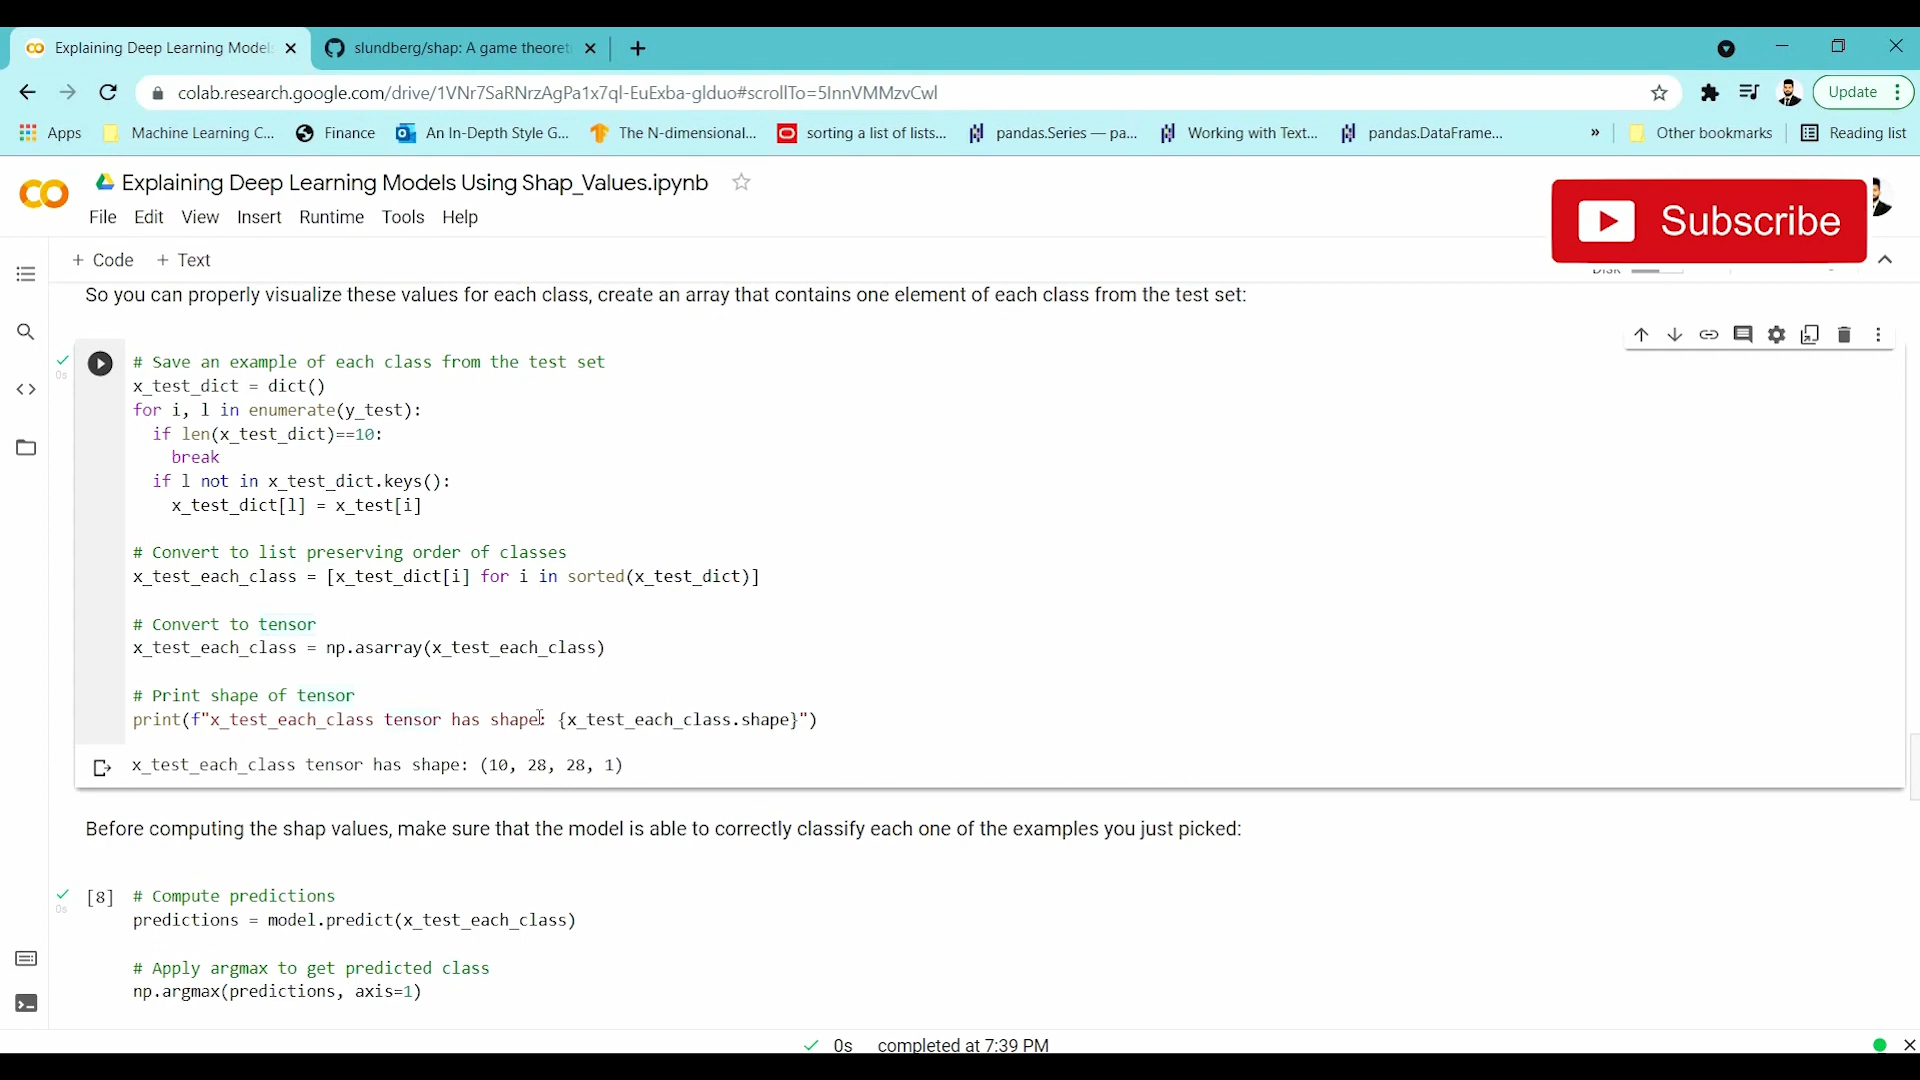 Explaining Deep Learning Models
slundberg/shap: A game theoret
colab.research.google.com/drive/1VNr7SaRNrzAgPa1x7ql-EuExba-glduo#scrollTo=5InnVMMzvCwl
Update
Apps
Machine Learning C...
Finance
An In-Depth Style G...
The N-dimensional...
sorting a list of lists...
pandas.Series — pa...
Working with Text...
pandas.DataFrame...
»
Other bookmarks
Reading list
Explaining Deep Learning Models Using Shap_Values.ipynb
File Edit View Insert Runtime Tools Help
Subscribe
+ Code + Text
So you can properly visualize these values for each class, create an array that contains one element of each class from the test set:
0s
# Save an example of each class from the test set
x_test_dict = dict()
for i, l in enumerate(y_test):
if len(x_test_dict)==10:
break
if l not in x_test_dict.keys():
x_test_dict[l] = x_test[i]
# Convert to list preserving order of classes
x_test_each_class = [x_test_dict[i] for i in sorted(x_test_dict)]
# Convert to tensor
x_test_each_class = np.asarray(x_test_each_class)
# Print shape of tensor
print(f"x_test_each_class tensor has shape: {x_test_each_class.shape}")
x_test_each_class tensor has shape: (10, 28, 28, 1)
Before computing the shap values, make sure that the model is able to correctly classify each one of the examples you just picked:
0s
[8]
# Compute predictions
predictions = model.predict(x_test_each_class)
# Apply argmax to get predicted class
np.argmax(predictions, axis=1)
0s completed at 7:39 PM